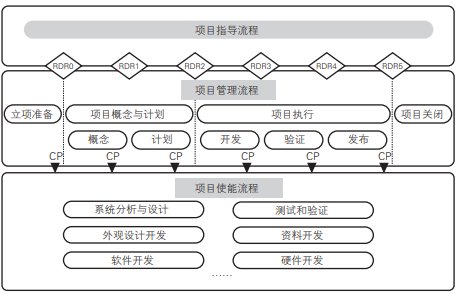 项目指导流程
RDR0 RDR1 RDR2 RDR3 RDR4 RDR5
项目管理流程
立项准备 项目概念与计划 项目执行 项目关闭
概念 计划 开发 验证 发布
CP CP CP CP CP CP
项目使能流程
系统分析与设计 测试和验证
外观设计开发 资料开发
软件开发 硬件开发
……